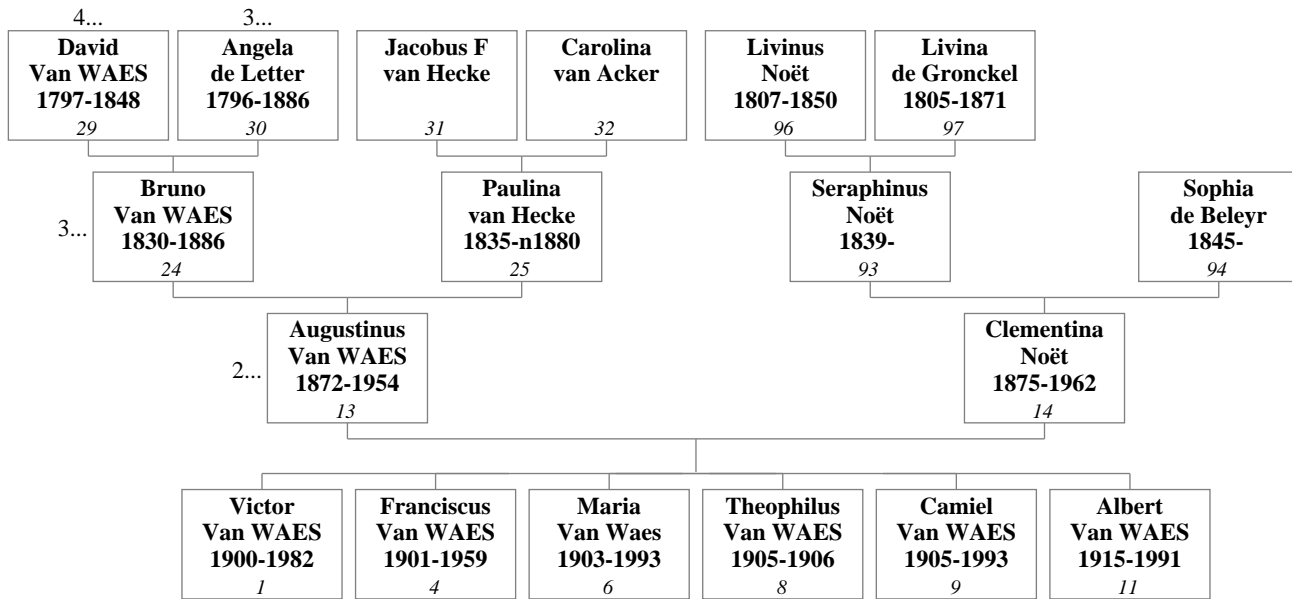 4...
3...
David
Van WAES
1797-1848
29
Angela
de Letter
1796-1886
30
Jacobus F
van Hecke
31
Carolina
van Acker
32
Livinus
Noët
1807-1850
96
Livina
de Gronckel
1805-1871
97
3...
Bruno
Van WAES
1830-1886
24
Paulina
van Hecke
1835-n1880
25
Seraphinus
Noët
1839-
93
Sophia
de Beleyr
1845-
94
2...
Augustinus
Van WAES
1872-1954
13
Clementina
Noët
1875-1962
14
Victor
Van WAES
1900-1982
1
Franciscus
Van WAES
1901-1959
4
Maria
Van Waes
1903-1993
6
Theophilus
Van WAES
1905-1906
8
Camiel
Van WAES
1905-1993
9
Albert
Van WAES
1915-1991
11